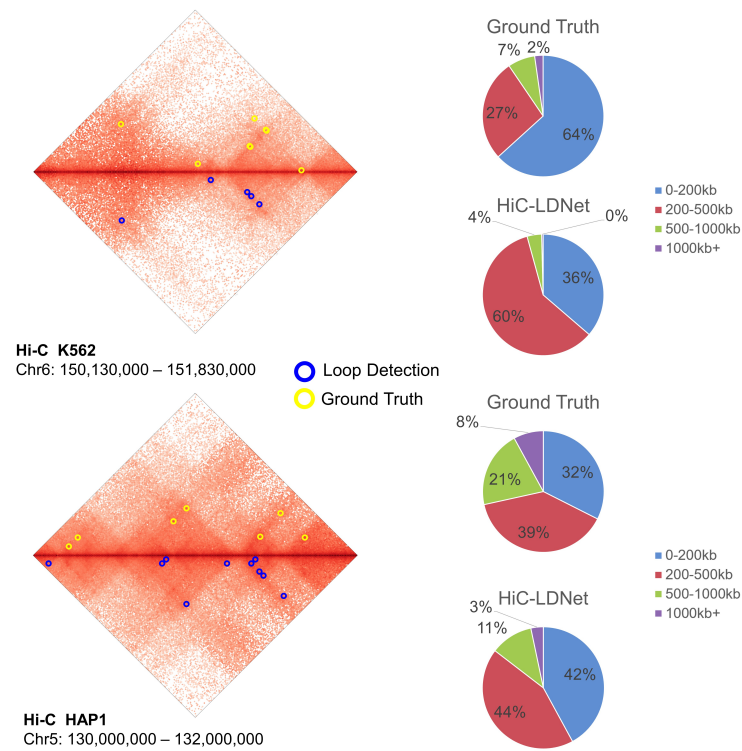 Ground Truth
7%
2%
27%
64%
HiC-LDNet
4%
0%
36%
60%
0-200kb
200-500kb
500-1000kb
1000kb+
Hi-C K562
Chr6: 150,130,000 – 151,830,000
Loop Detection
Ground Truth
Ground Truth
8%
32%
21%
39%
HiC-LDNet
3%
11%
42%
44%
0-200kb
200-500kb
500-1000kb
1000kb+
Hi-C HAP1
Chr5: 130,000,000 – 132,000,000